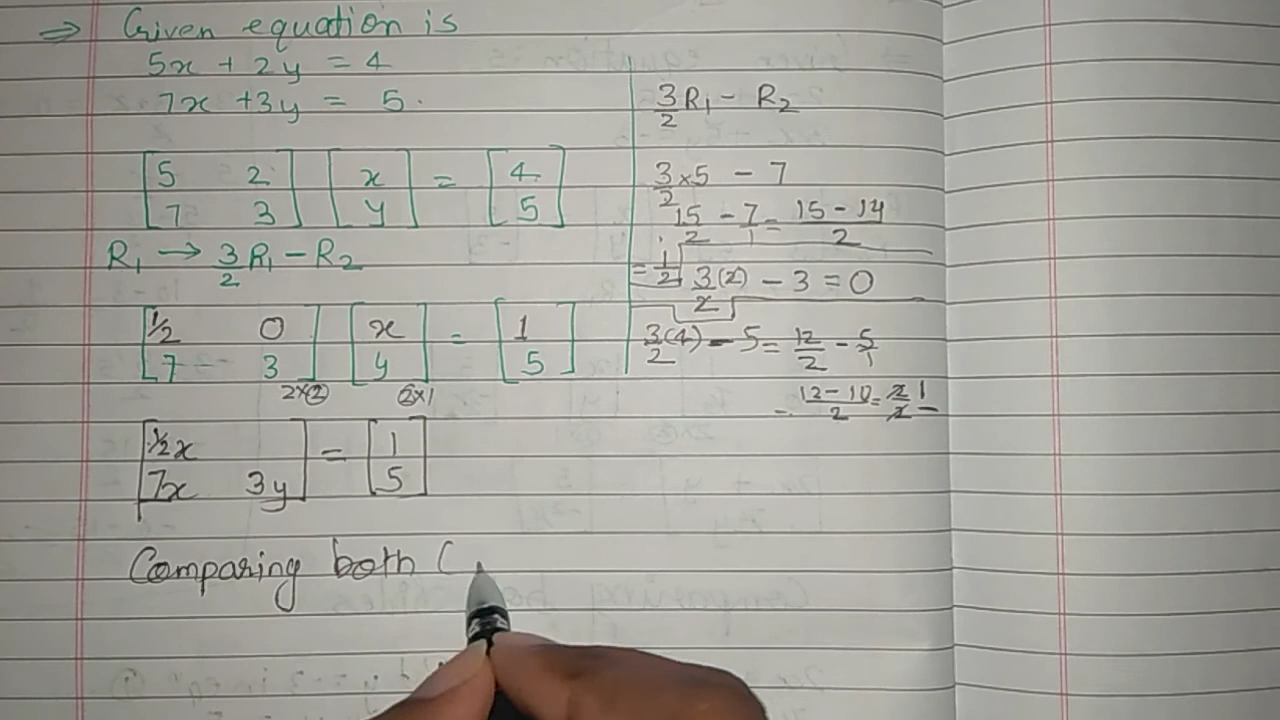 ⇒ Given equation is
5x + 2y = 4
7x + 3y = 5.
[5 2] [x] = [4]
[7 3] [y] [5]
R₁ → 3/2 R₁ - R₂
[1/2 0] [x] = [1]
[7 3] [y] [5]
2×2 2×1
[1/2x ] = [1]
[7x 3y] [5]
Comparing both (
3/2 R₁ - R₂
3/2 × 5 - 7
15/2 - 7/1 = 15 - 14/2
= 1/2
3(2)/2 - 3 = 0
3/2 (4) - 5 = 12/2 - 5/1
12 - 10/2 = 2/2 1